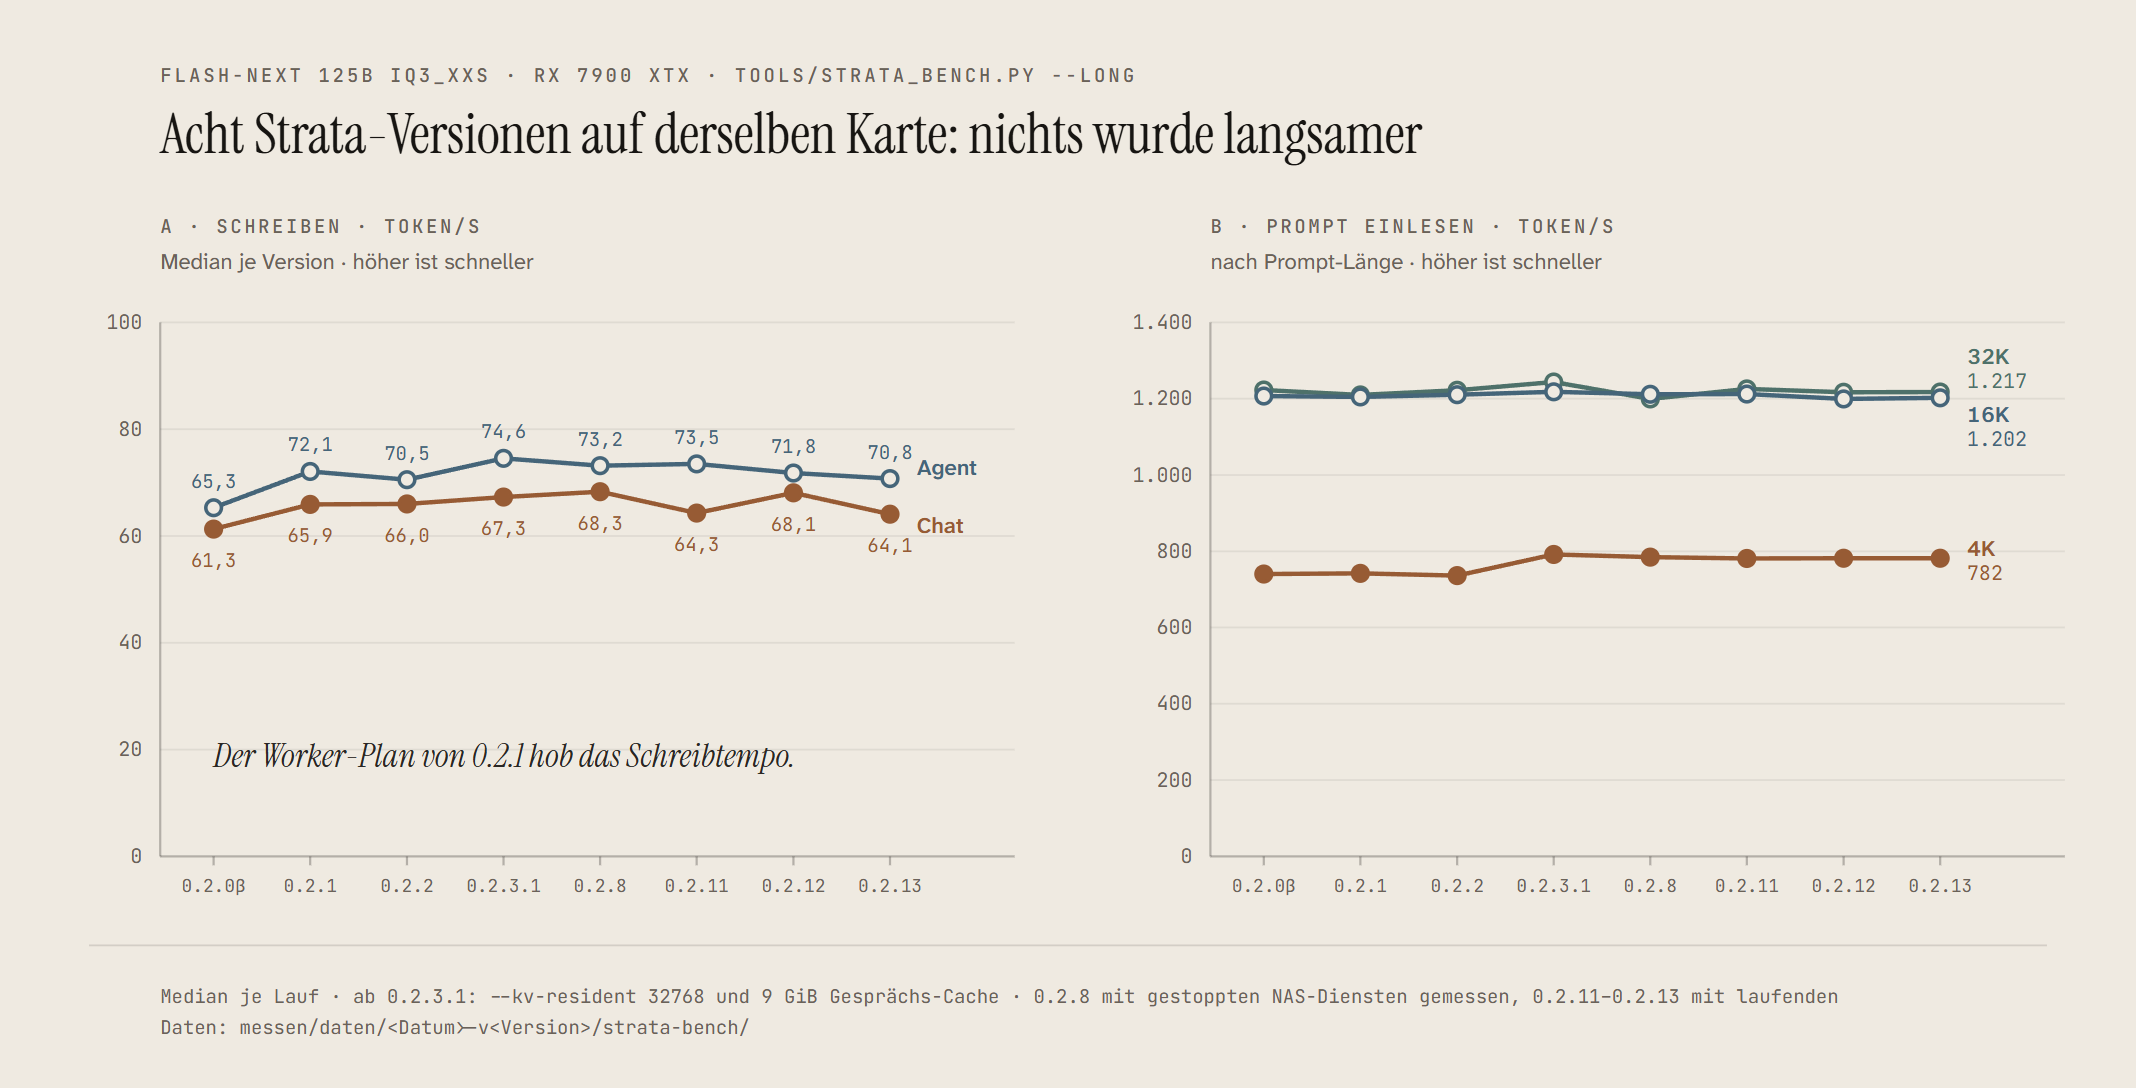 FLASH-NEXT 125B IQ3_XXS · RX 7900 XTX · TOOLS/STRATA_BENCH.PY --LONG
Acht Strata-Versionen auf derselben Karte: nichts wurde langsamer
A · SCHREIBEN · TOKEN/S
Median je Version · höher ist schneller
100
80
60
40
20
0
65,3
72,1
70,5
74,6
73,2
73,5
71,8
70,8
Agent
61,3
65,9
66,0
67,3
68,3
64,3
68,1
64,1
Chat
Der Worker-Plan von 0.2.1 hob das Schreibtempo.
0.2.0β 0.2.1 0.2.2 0.2.3.1 0.2.8 0.2.11 0.2.12 0.2.13
B · PROMPT EINLESEN · TOKEN/S
nach Prompt-Länge · höher ist schneller
1.400
1.200
1.000
800
600
400
200
0
32K
1.217
16K
1.202
4K
782
0.2.0β 0.2.1 0.2.2 0.2.3.1 0.2.8 0.2.11 0.2.12 0.2.13
Median je Lauf · ab 0.2.3.1: --kv-resident 32768 und 9 GiB Gesprächs-Cache · 0.2.8 mit gestoppten NAS-Diensten gemessen, 0.2.11–0.2.13 mit laufenden
Daten: messen/daten/<Datum>-v<Version>/strata-bench/